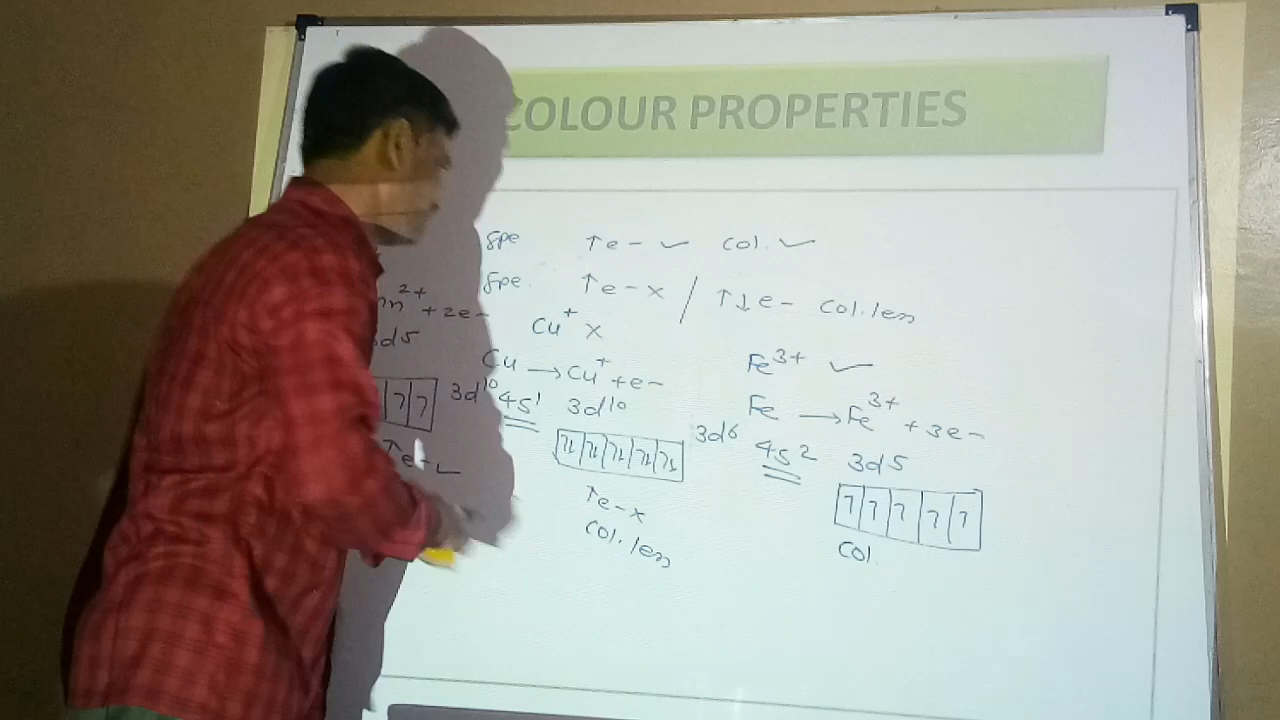 COLOUR PROPERTIES
Spe ↑e- ✓ Col. ✓
Spe. ↑e- x / ↑↓e- Col.less
Mn²⁺ + 2e-
3d5
↑e- ✓
Cu⁺ x
Cu → Cu⁺ + e-
3d¹⁰ 4s¹ 3d¹⁰
↑e- x
Col.less
Fe³⁺ ✓
Fe → Fe³⁺ + 3e-
3d6 4s² 3d5
Col.